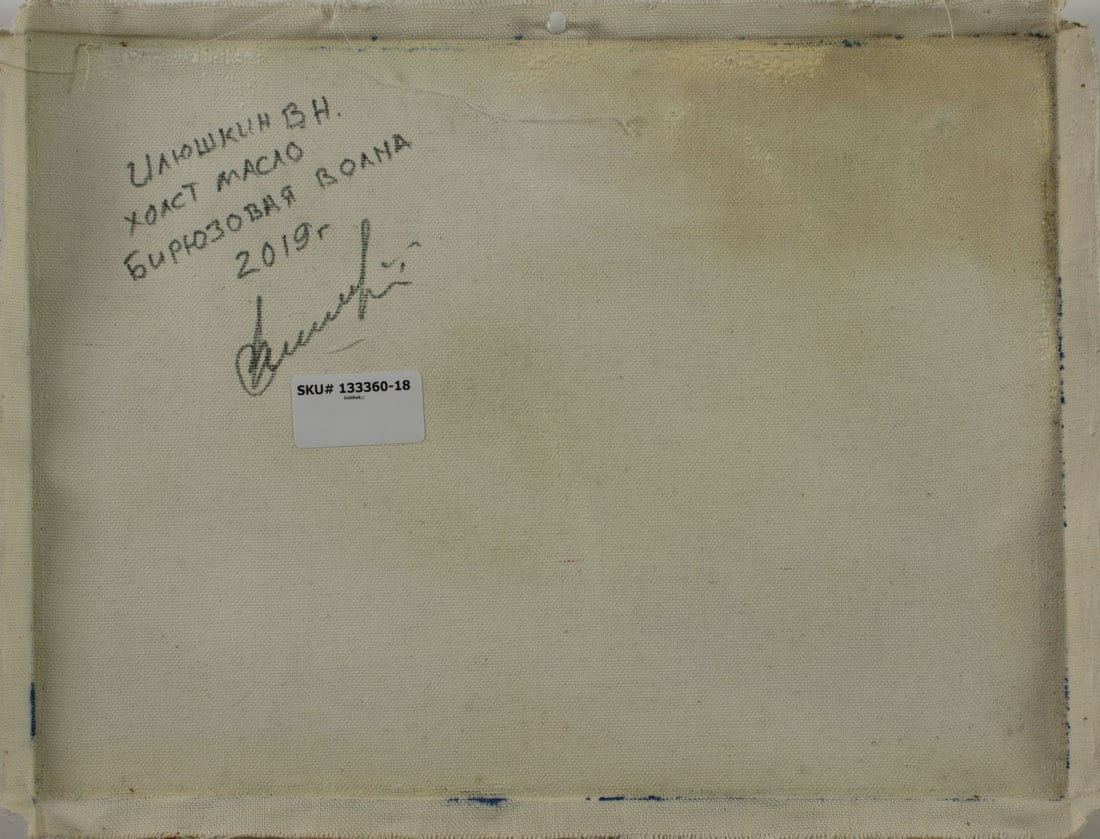 ИЛЮШКИН В Н.
ХОЛСТ МАСЛО
БИРЮЗОВАЯ ВОЛНА
2019г
SKU# 133360-18